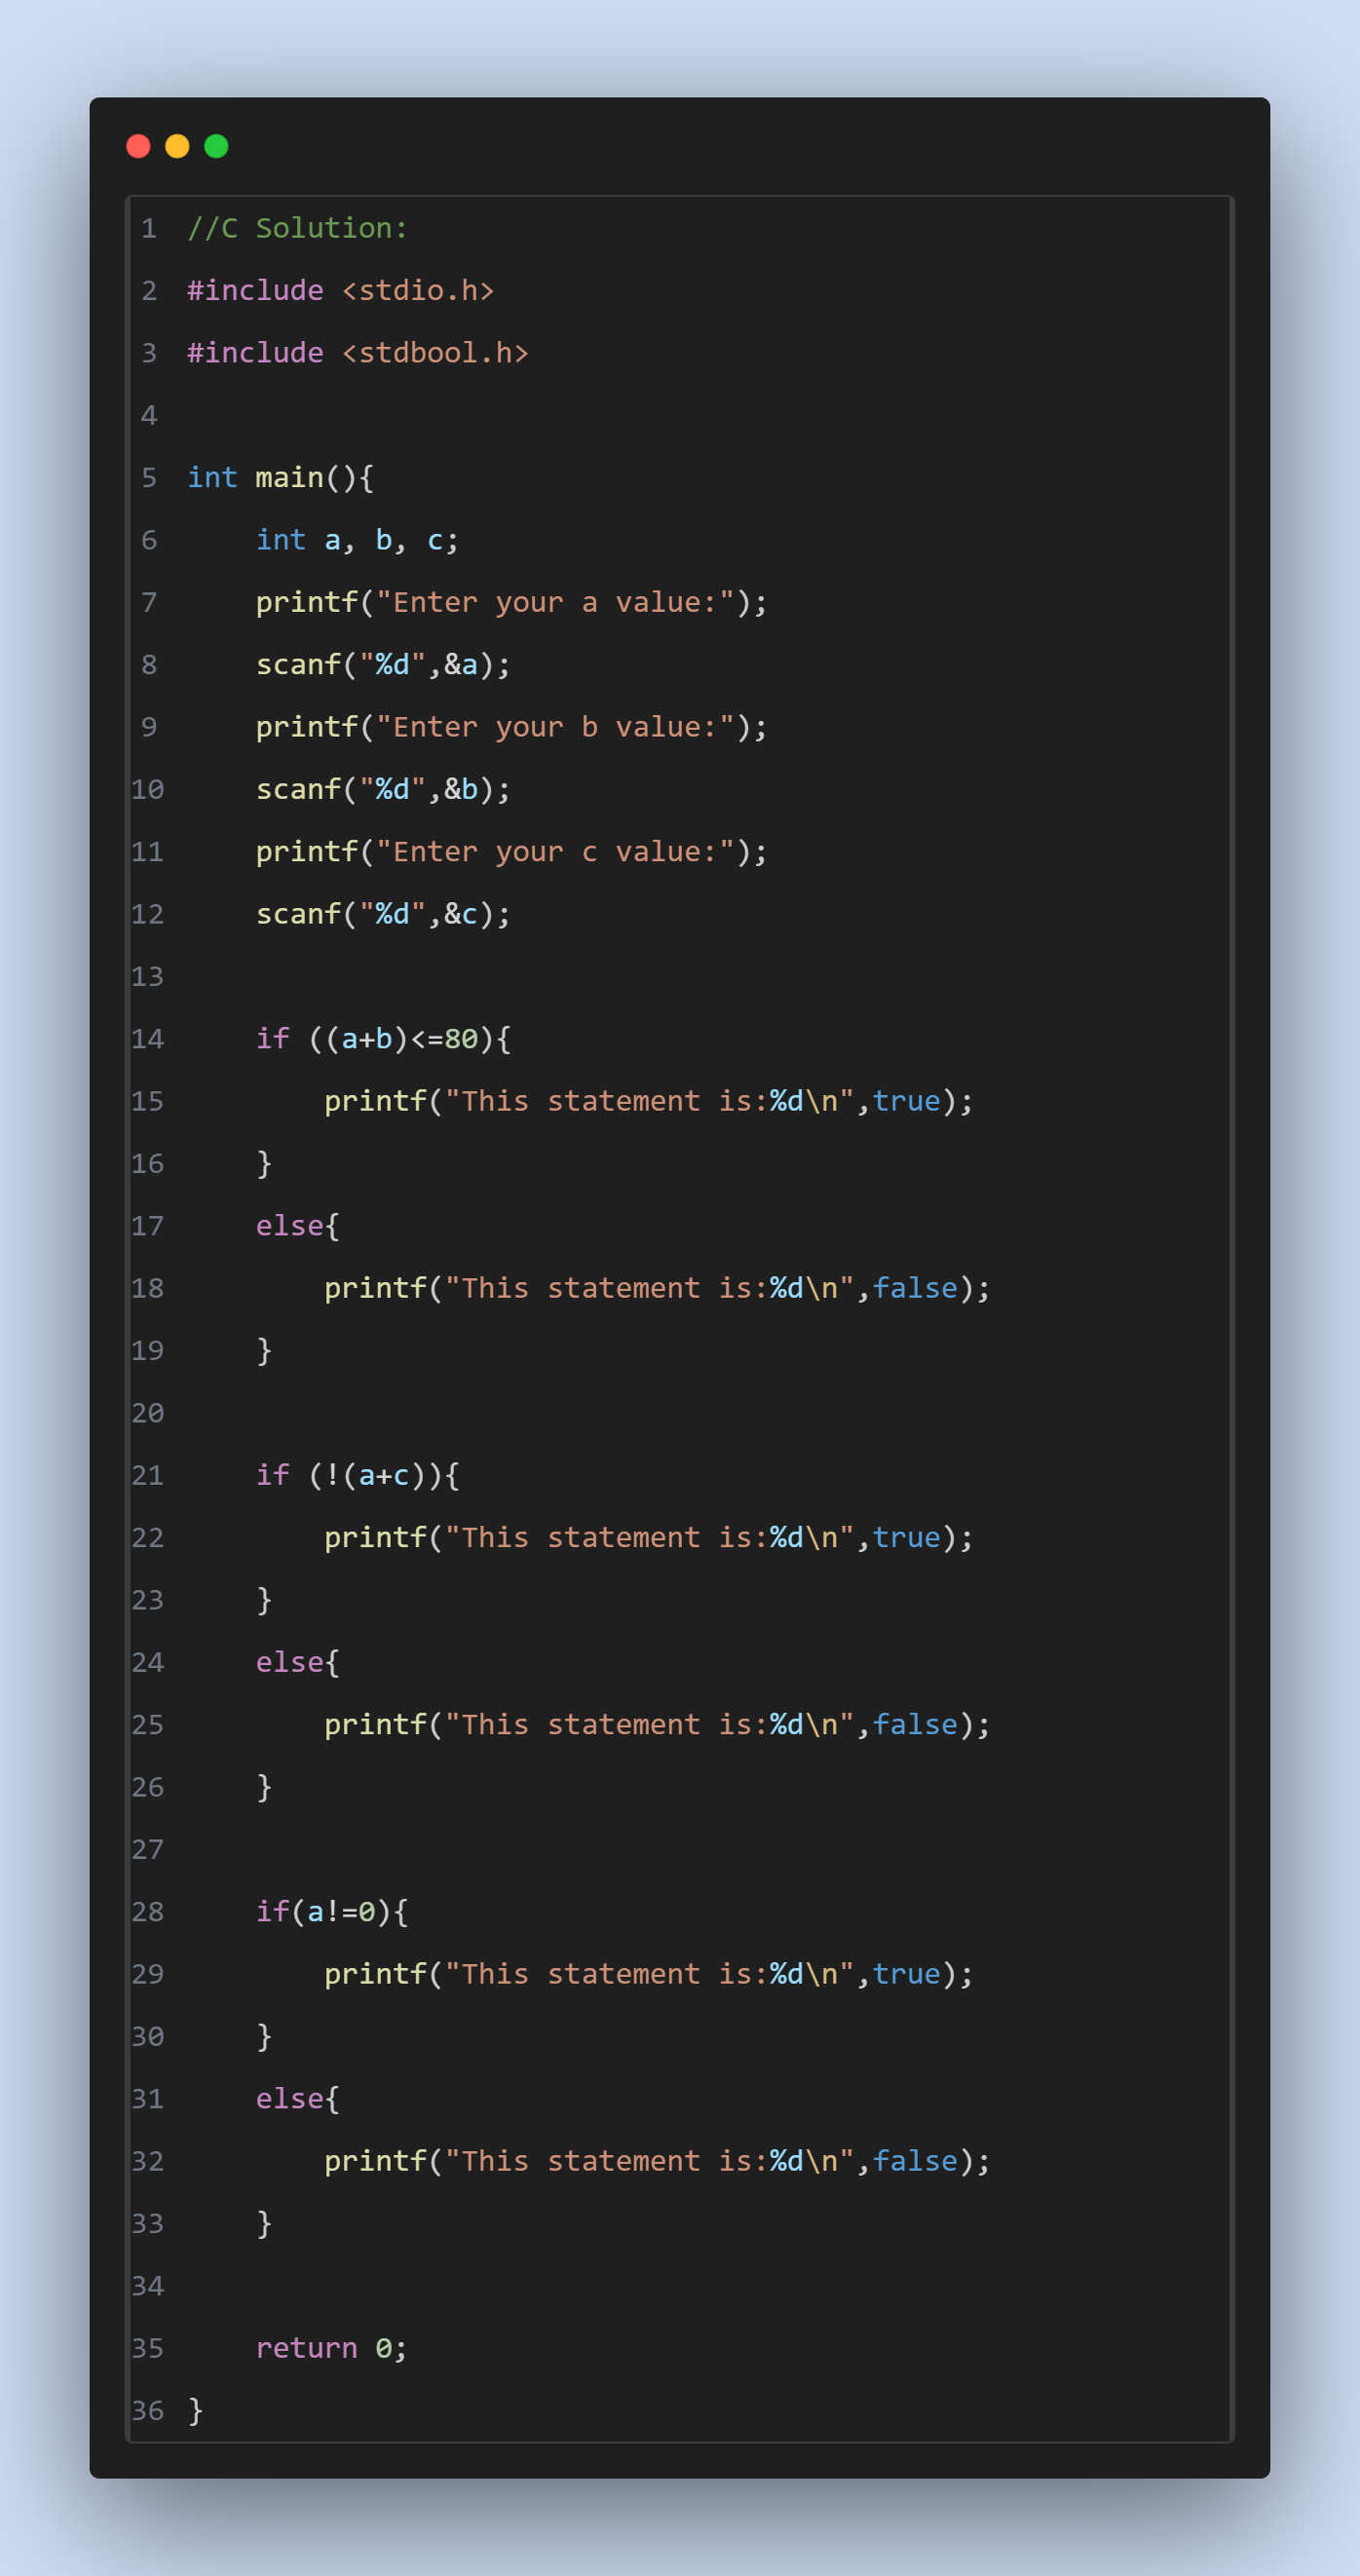 1 //C Solution:
2 #include <stdio.h>
3 #include <stdbool.h>
4
5 int main(){
6     int a, b, c;
7     printf("Enter your a value:");
8     scanf("%d",&a);
9     printf("Enter your b value:");
10     scanf("%d",&b);
11     printf("Enter your c value:");
12     scanf("%d",&c);
13
14     if ((a+b)<=80){
15         printf("This statement is:%d\n",true);
16     }
17     else{
18         printf("This statement is:%d\n",false);
19     }
20
21     if (!(a+c)){
22         printf("This statement is:%d\n",true);
23     }
24     else{
25         printf("This statement is:%d\n",false);
26     }
27
28     if(a!=0){
29         printf("This statement is:%d\n",true);
30     }
31     else{
32         printf("This statement is:%d\n",false);
33     }
34
35     return 0;
36 }